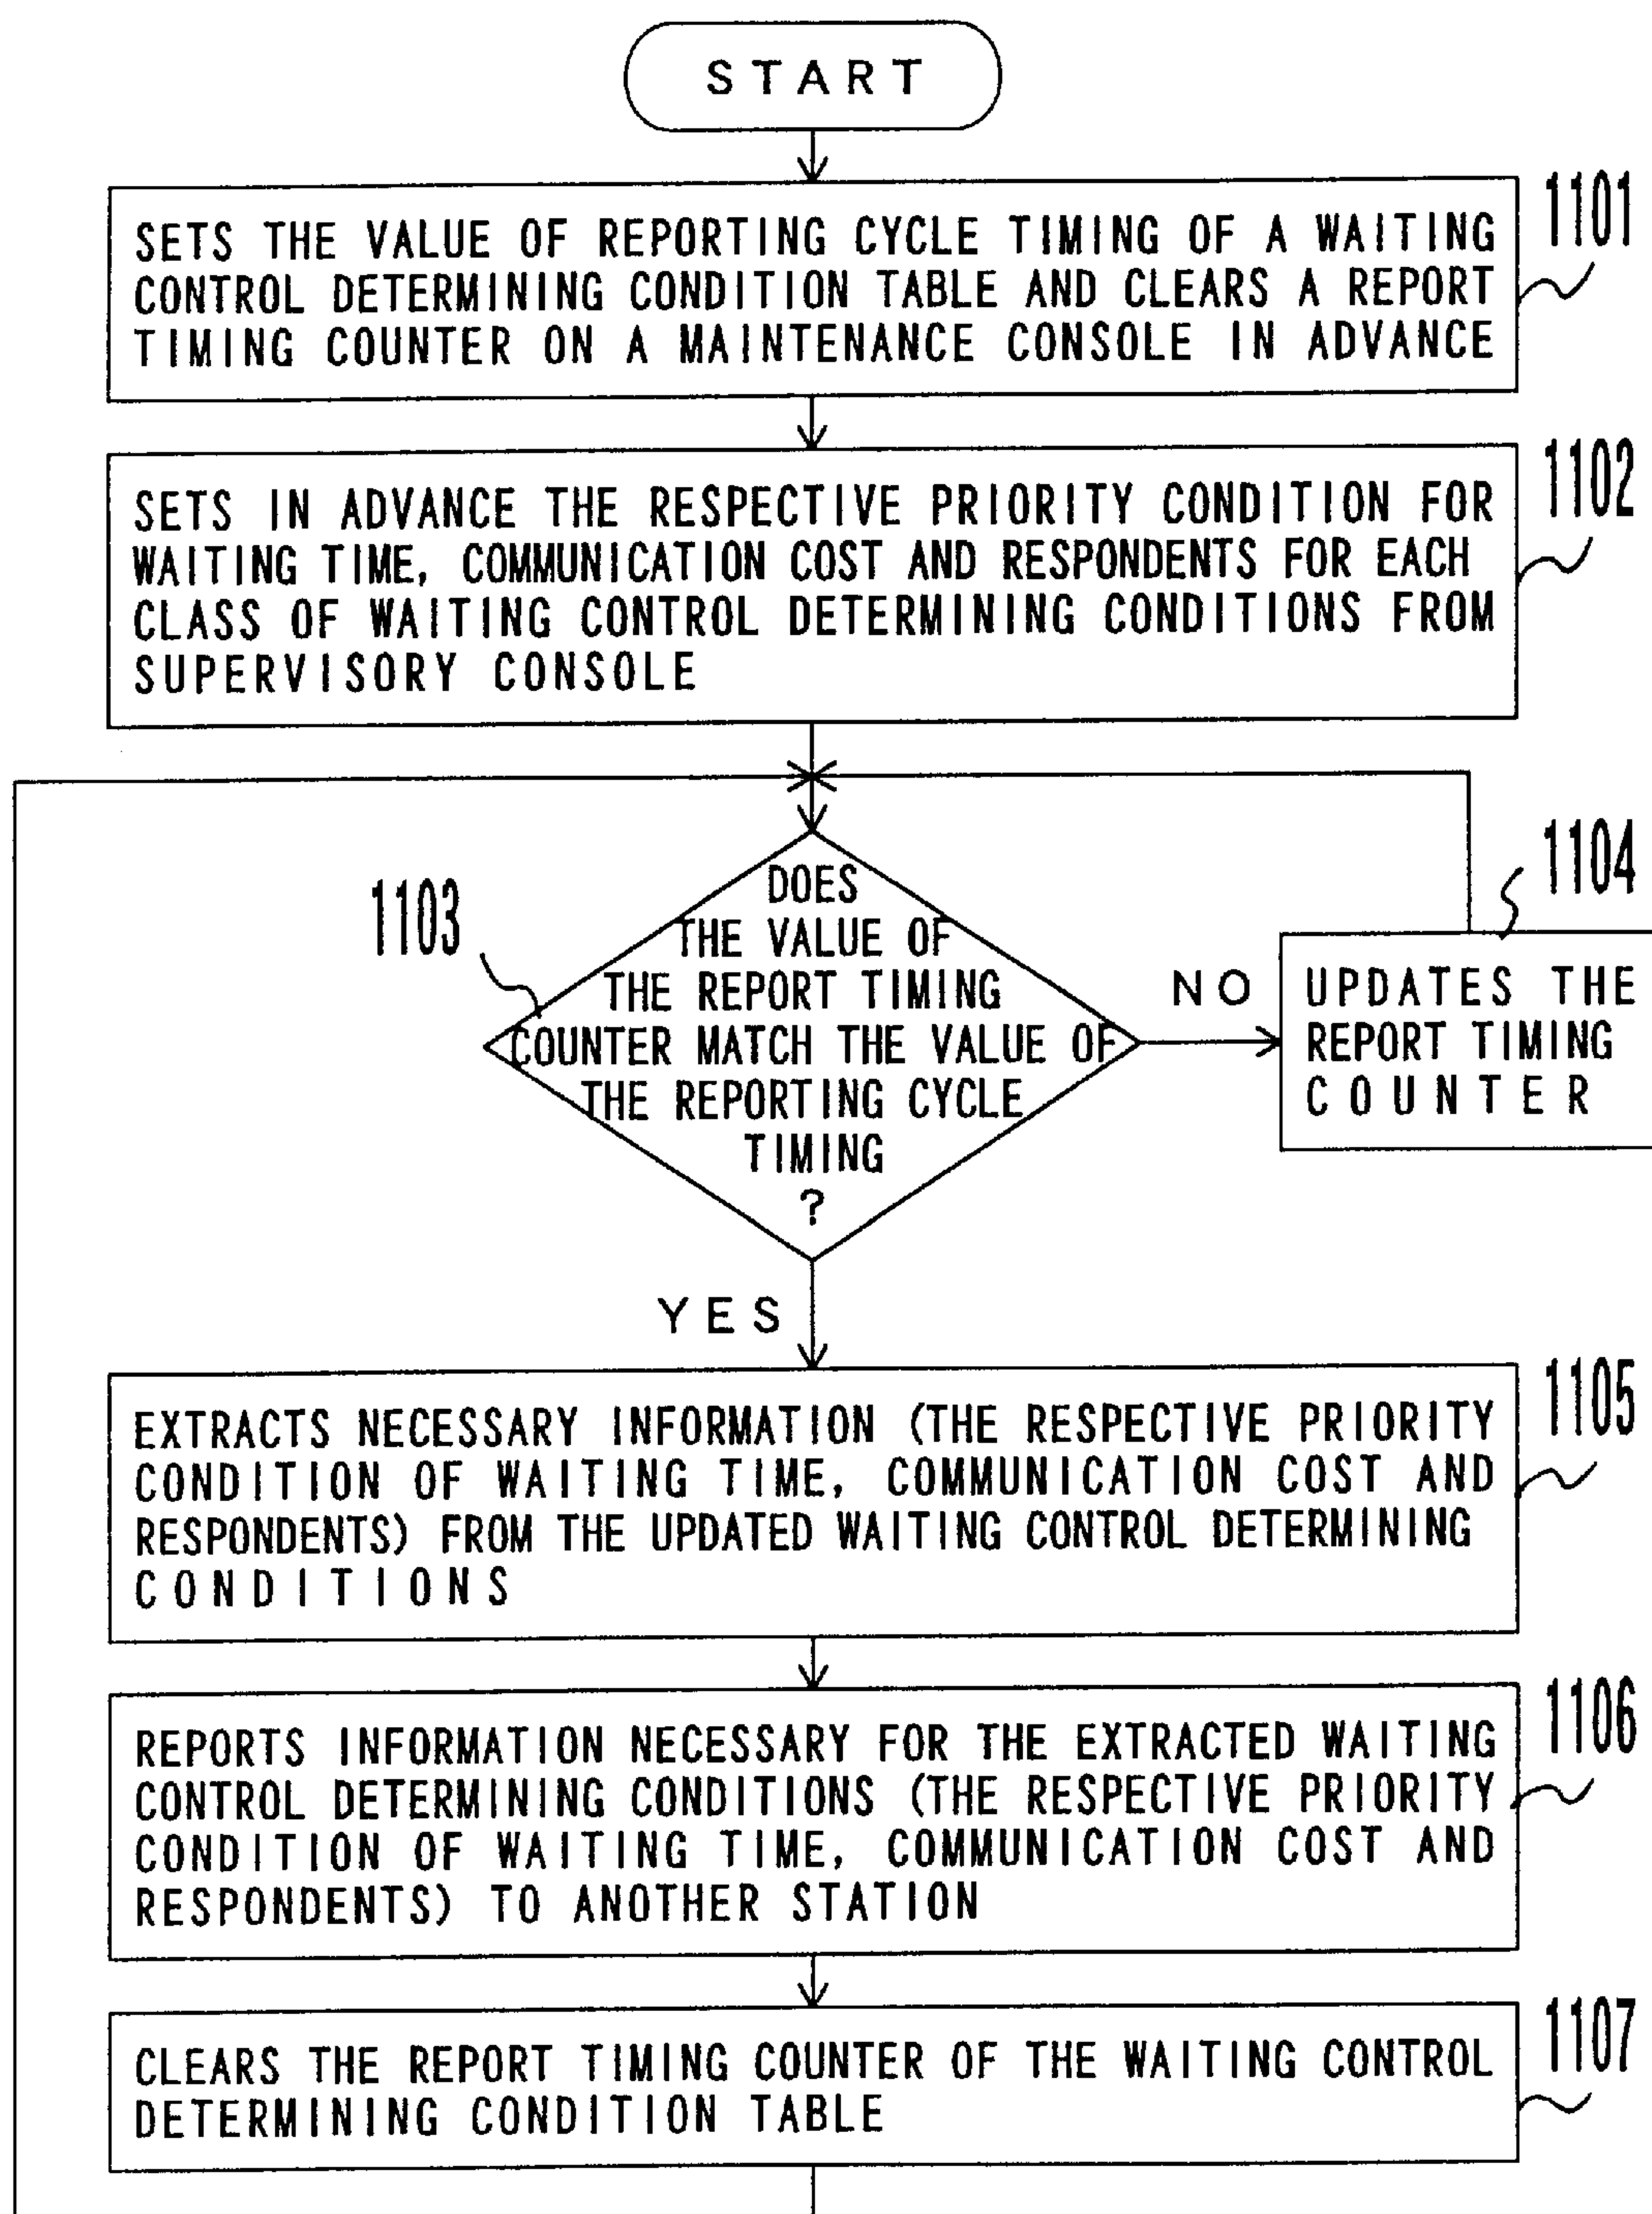 START
1101
SETS THE VALUE OF REPORTING CYCLE TIMING OF A WAITING
CONTROL DETERMINING CONDITION TABLE AND CLEARS A REPORT
TIMING COUNTER ON A MAINTENANCE CONSOLE IN ADVANCE
1102
SETS IN ADVANCE THE RESPECTIVE PRIORITY CONDITION FOR
WAITING TIME, COMMUNICATION COST AND RESPONDENTS FOR EACH
CLASS OF WAITING CONTROL DETERMINING CONDITIONS FROM
SUPERVISORY CONSOLE
1103
DOES
THE VALUE OF
THE REPORT TIMING
COUNTER MATCH THE VALUE OF
THE REPORTING CYCLE
TIMING
?
NO
1104
UPDATES THE
REPORT TIMING
COUNTER
YES
1105
EXTRACTS NECESSARY INFORMATION (THE RESPECTIVE PRIORITY
CONDITION OF WAITING TIME, COMMUNICATION COST AND
RESPONDENTS) FROM THE UPDATED WAITING CONTROL DETERMINING
CONDITIONS
1106
REPORTS INFORMATION NECESSARY FOR THE EXTRACTED WAITING
CONTROL DETERMINING CONDITIONS (THE RESPECTIVE PRIORITY
CONDITION OF WAITING TIME, COMMUNICATION COST AND
RESPONDENTS) TO ANOTHER STATION
1107
CLEARS THE REPORT TIMING COUNTER OF THE WAITING CONTROL
DETERMINING CONDITION TABLE